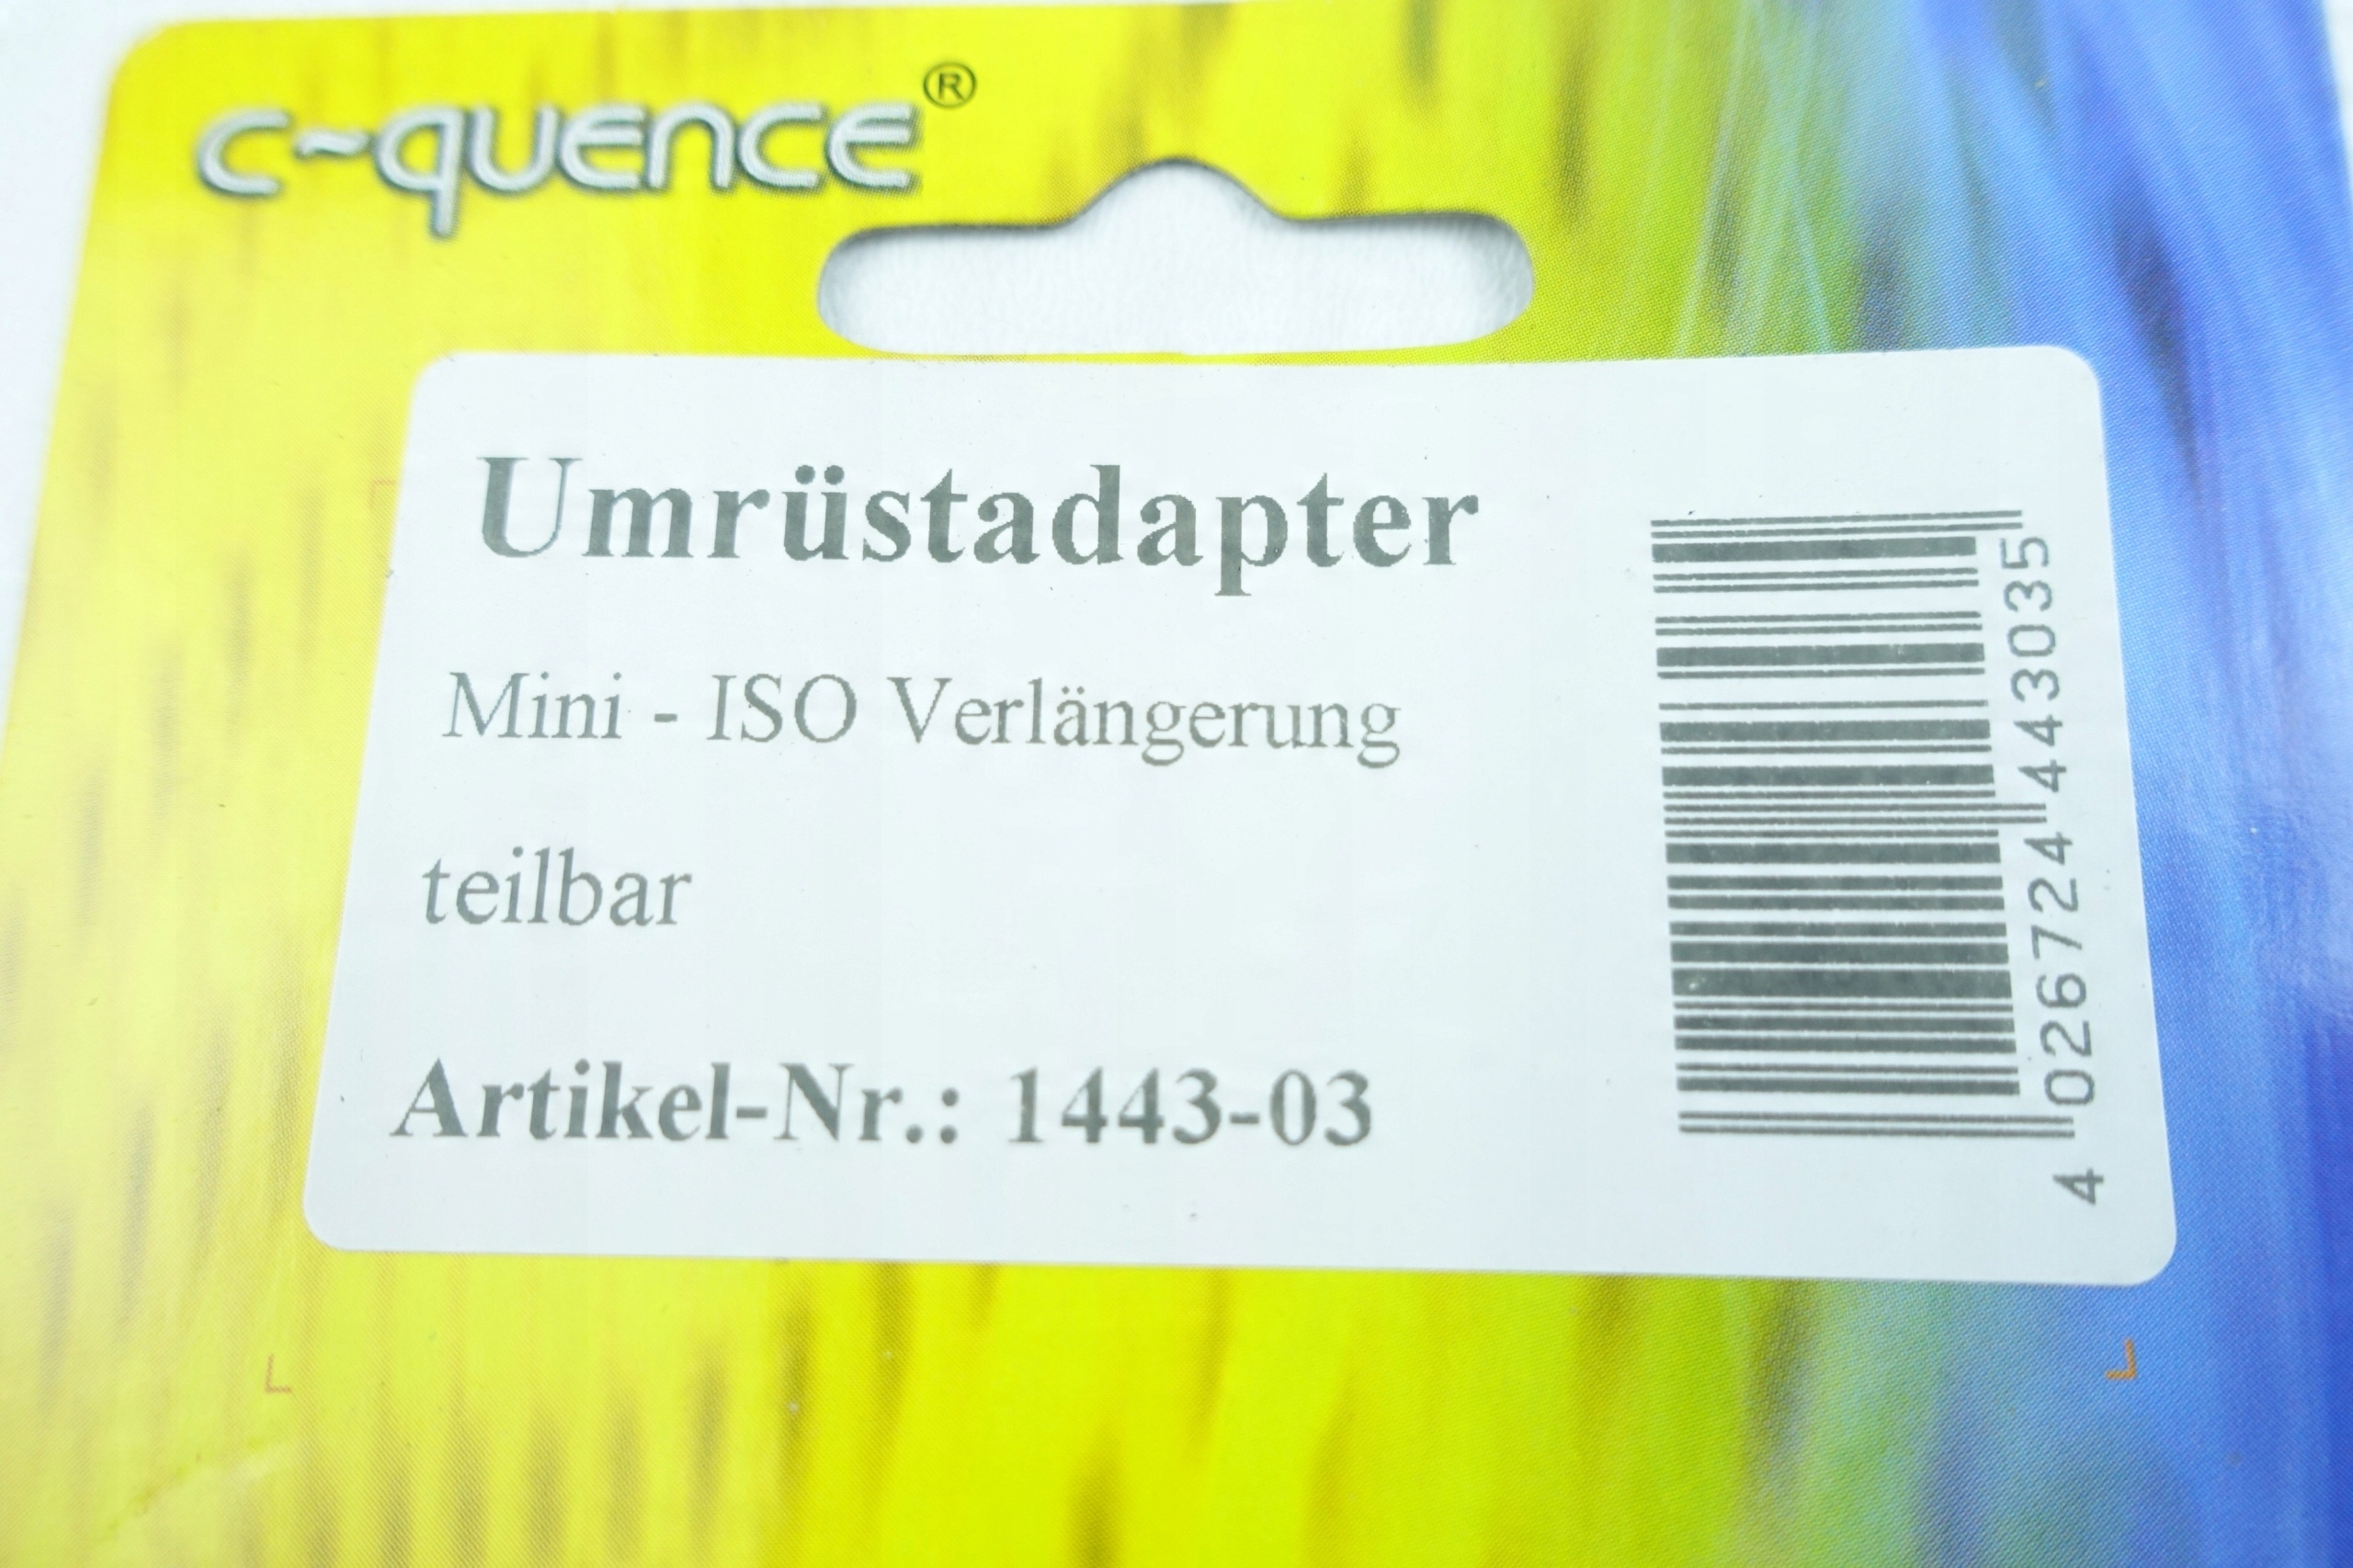 c~quence®
Umrüstadapter
Mini - ISO Verlängerung
teilbar
Artikel-Nr.: 1443-03
4 026724 443035